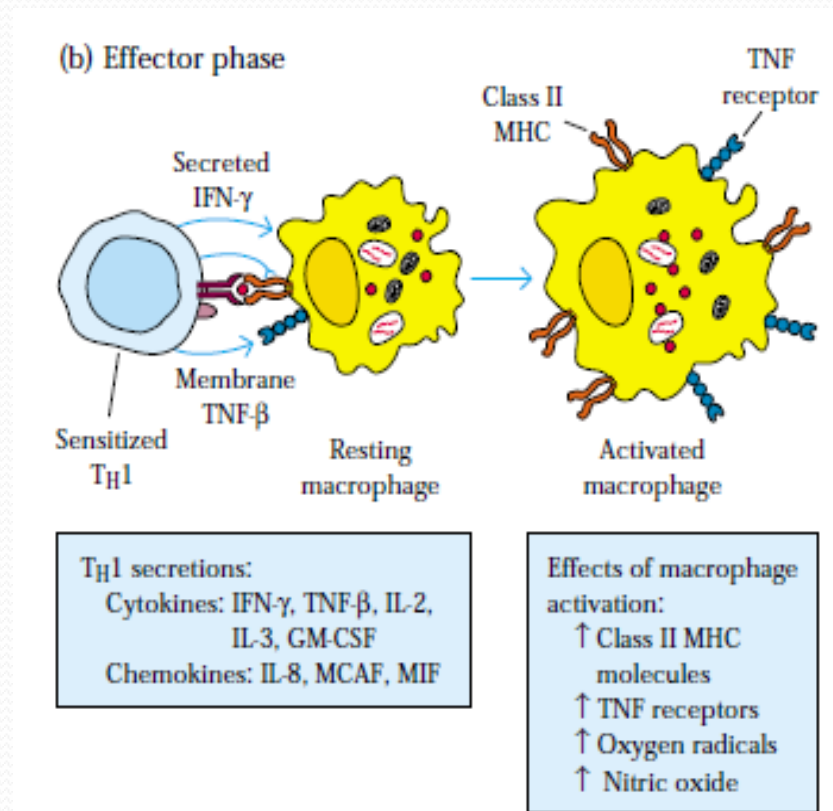 (b) Effector phase
TNF
receptor
Class II
MHC
Secreted
IFN-γ
Membrane
TNF-β
Sensitized
TH1
Resting
macrophage
Activated
macrophage
TH1 secretions:
Cytokines: IFN-γ, TNF-β, IL-2,
IL-3, GM-CSF
Chemokines: IL-8, MCAF, MIF
Effects of macrophage
activation:
↑ Class II MHC
molecules
↑ TNF receptors
↑ Oxygen radicals
↑ Nitric oxide